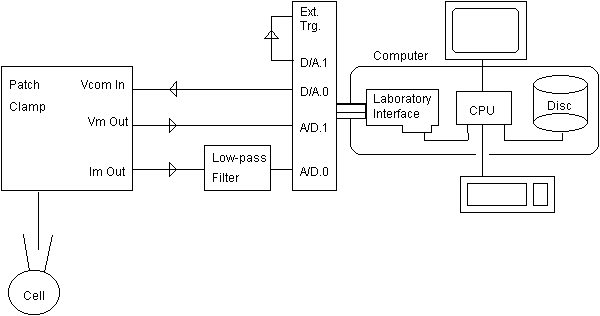 Ext.
Trg.
Computer
D/A.1
Patch
Clamp
Vcom In
D/A.0
Laboratory
Interface
CPU
Disc
Vm Out
A/D.1
Im Out
Low-pass
Filter
A/D.0
Cell